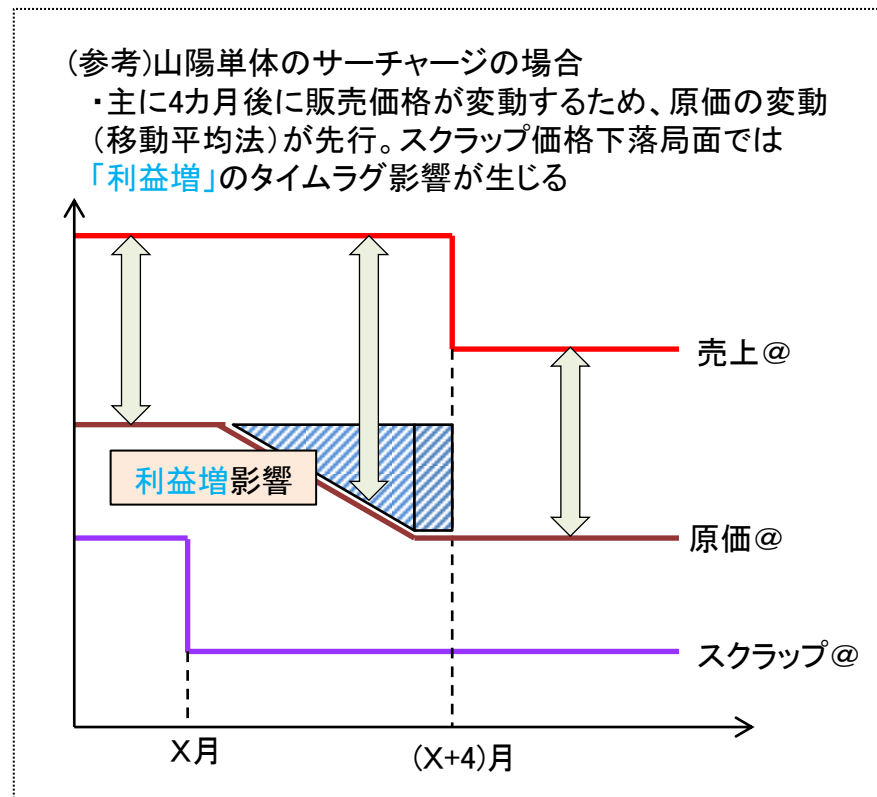 (参考)山陽単体のサーチャージの場合
・主に4カ月後に販売価格が変動するため、原価の変動
(移動平均法)が先行。スクラップ価格下落局面では
「利益増」のタイムラグ影響が生じる
売上@
利益増影響
原価@
スクラップ@
X月
(X+4)月